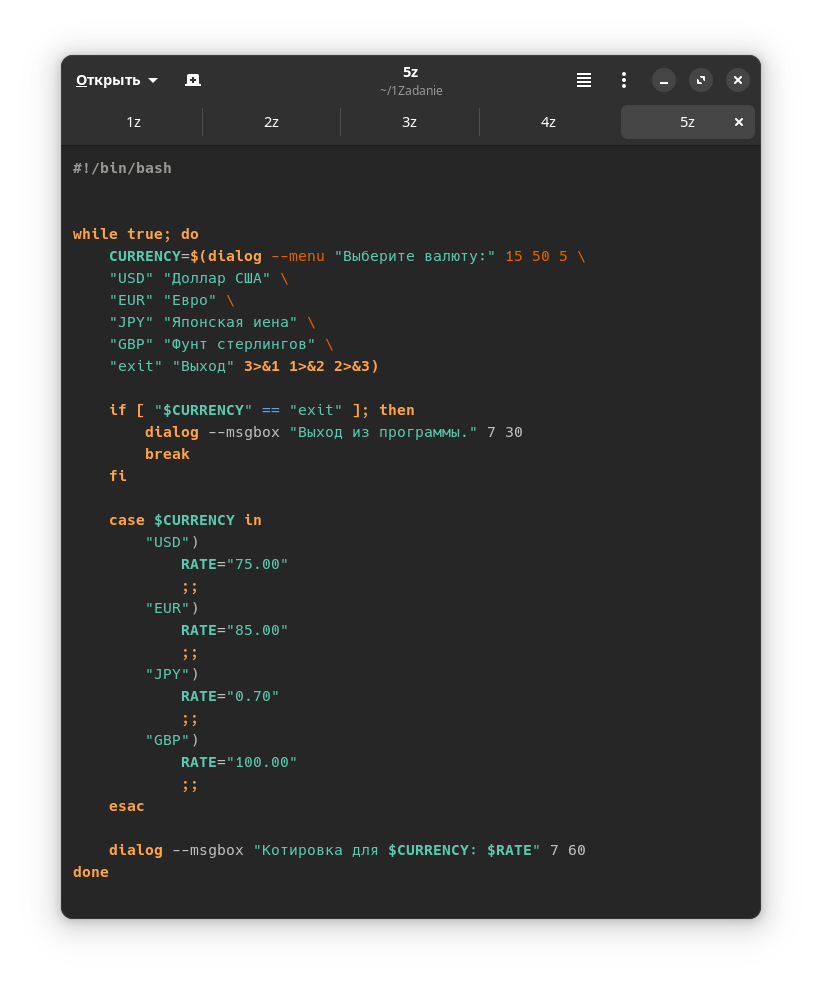 Открыть
5z
~/1Zadanie
1z
2z
3z
4z
5z
#!/bin/bash
while true; do
    CURRENCY=$(dialog --menu "Выберите валюту:" 15 50 5 \
    "USD" "Доллар США" \
    "EUR" "Евро" \
    "JPY" "Японская иена" \
    "GBP" "Фунт стерлингов" \
    "exit" "Выход" 3>&1 1>&2 2>&3)
    if [ "$CURRENCY" == "exit" ]; then
        dialog --msgbox "Выход из программы." 7 30
        break
    fi
    case $CURRENCY in
        "USD")
            RATE="75.00"
            ;;
        "EUR")
            RATE="85.00"
            ;;
        "JPY")
            RATE="0.70"
            ;;
        "GBP")
            RATE="100.00"
            ;;
    esac
    dialog --msgbox "Котировка для $CURRENCY: $RATE" 7 60
done